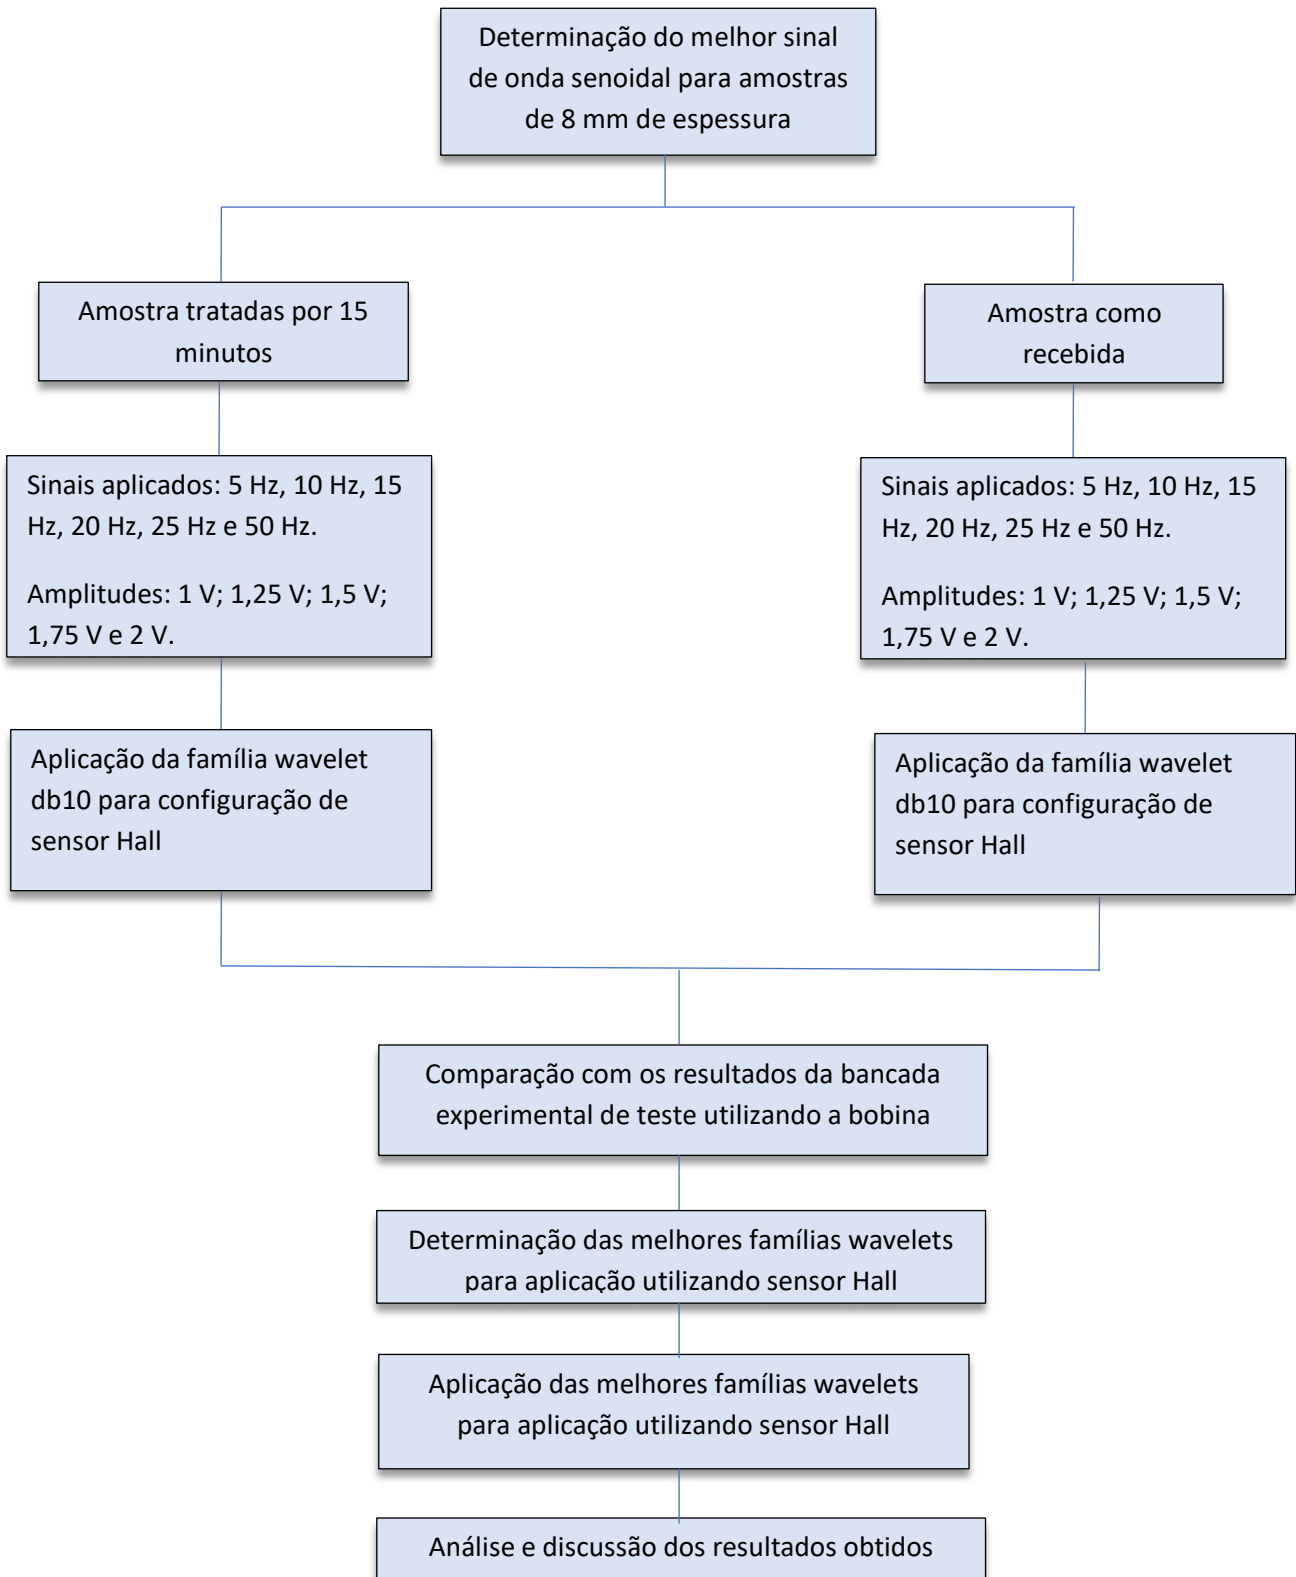 Determinação do melhor sinal
de onda senoidal para amostras
de 8 mm de espessura
Amostra tratadas por 15
minutos
Amostra como
recebida
Sinais aplicados: 5 Hz, 10 Hz, 15
Hz, 20 Hz, 25 Hz e 50 Hz.
Amplitudes: 1 V; 1,25 V; 1,5 V;
1,75 V e 2 V.
Sinais aplicados: 5 Hz, 10 Hz, 15
Hz, 20 Hz, 25 Hz e 50 Hz.
Amplitudes: 1 V; 1,25 V; 1,5 V;
1,75 V e 2 V.
Aplicação da família wavelet
db10 para configuração de
sensor Hall
Aplicação da família wavelet
db10 para configuração de
sensor Hall
Comparação com os resultados da bancada
experimental de teste utilizando a bobina
Determinação das melhores famílias wavelets
para aplicação utilizando sensor Hall
Aplicação das melhores famílias wavelets
para aplicação utilizando sensor Hall
Análise e discussão dos resultados obtidos